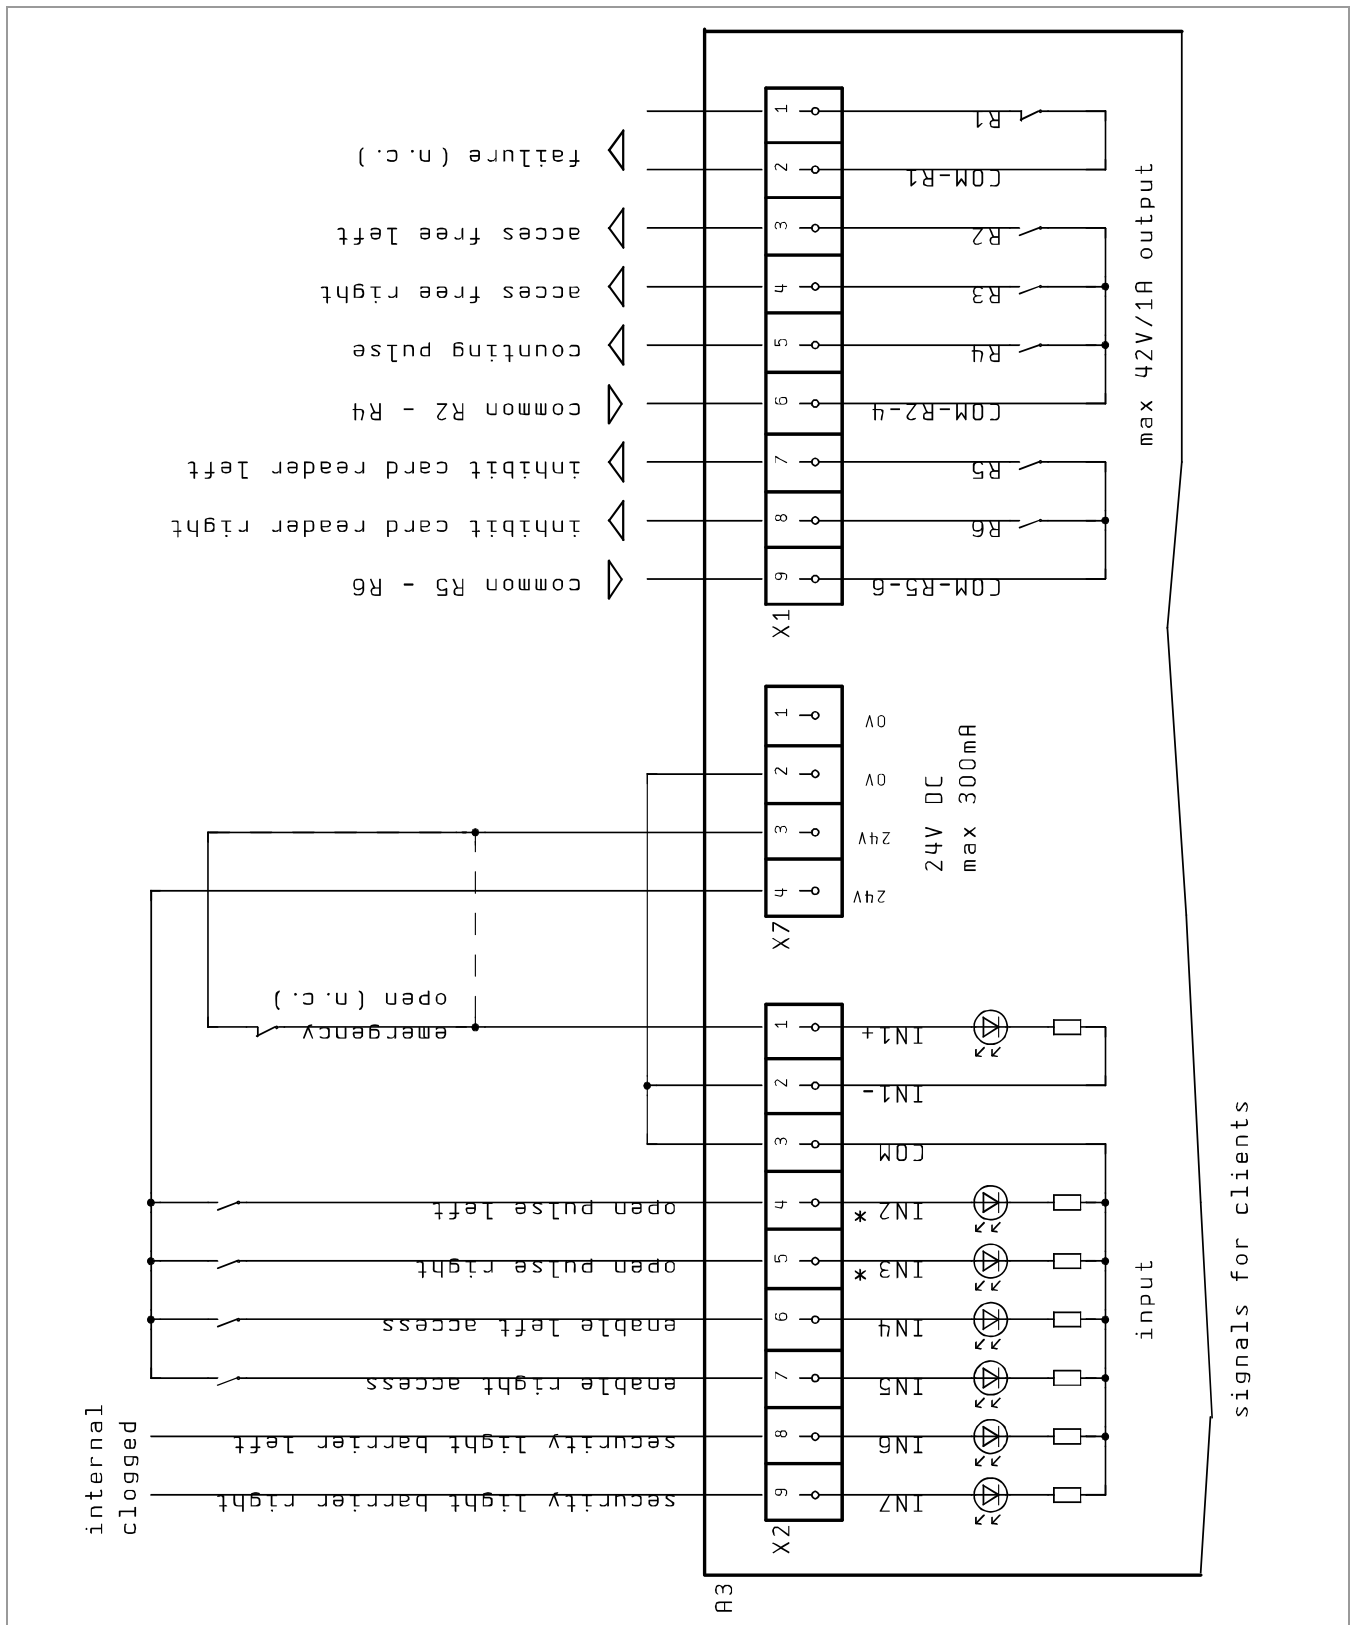 1
R1
failure (n.c.)
2
COM-R1
acces free left
3
R2
acces free right
4
R3
counting pulse
5
R4
common R2 - R4
6
COM-R2-4
inhibit card reader left
7
R5
inhibit card reader right
8
R6
common R5 - R6
9
COM-R5-6
X1
max 42V/1A output
1
0V
2
0V
3
24V
4
24V
X7
24V DC
max 300mA
emergency
open (n.c.)
1
IN1+
2
IN1-
3
COM
open pulse left
4
IN2 *
open pulse right
5
IN3 *
enable left access
6
IN4
enable right access
7
IN5
security light barrier left
8
IN6
security light barrier right
9
IN7
X2
input
internal
clogged
signals for clients
A3